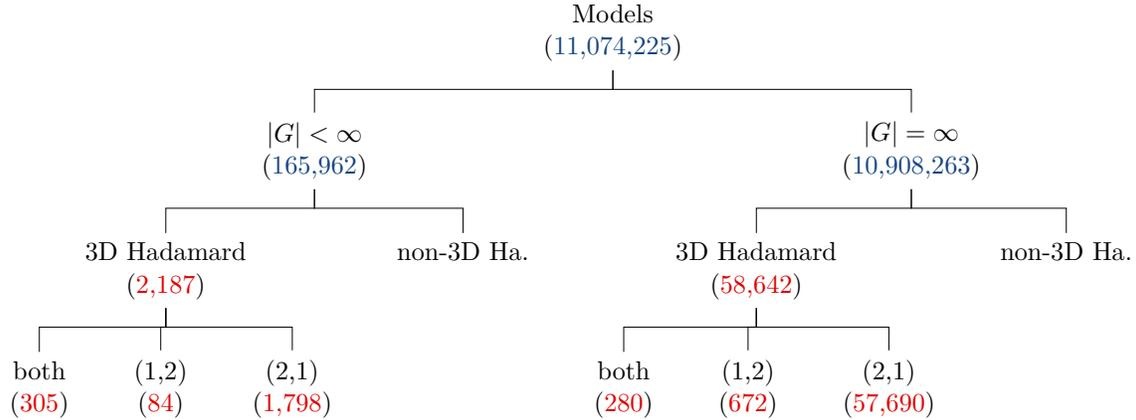 Models
(11,074,225)
|G| < ∞
(165,962)
|G| = ∞
(10,908,263)
3D Hadamard
(2,187)
non-3D Ha.
3D Hadamard
(58,642)
non-3D Ha.
both
(305)
(1,2)
(84)
(2,1)
(1,798)
both
(280)
(1,2)
(672)
(2,1)
(57,690)